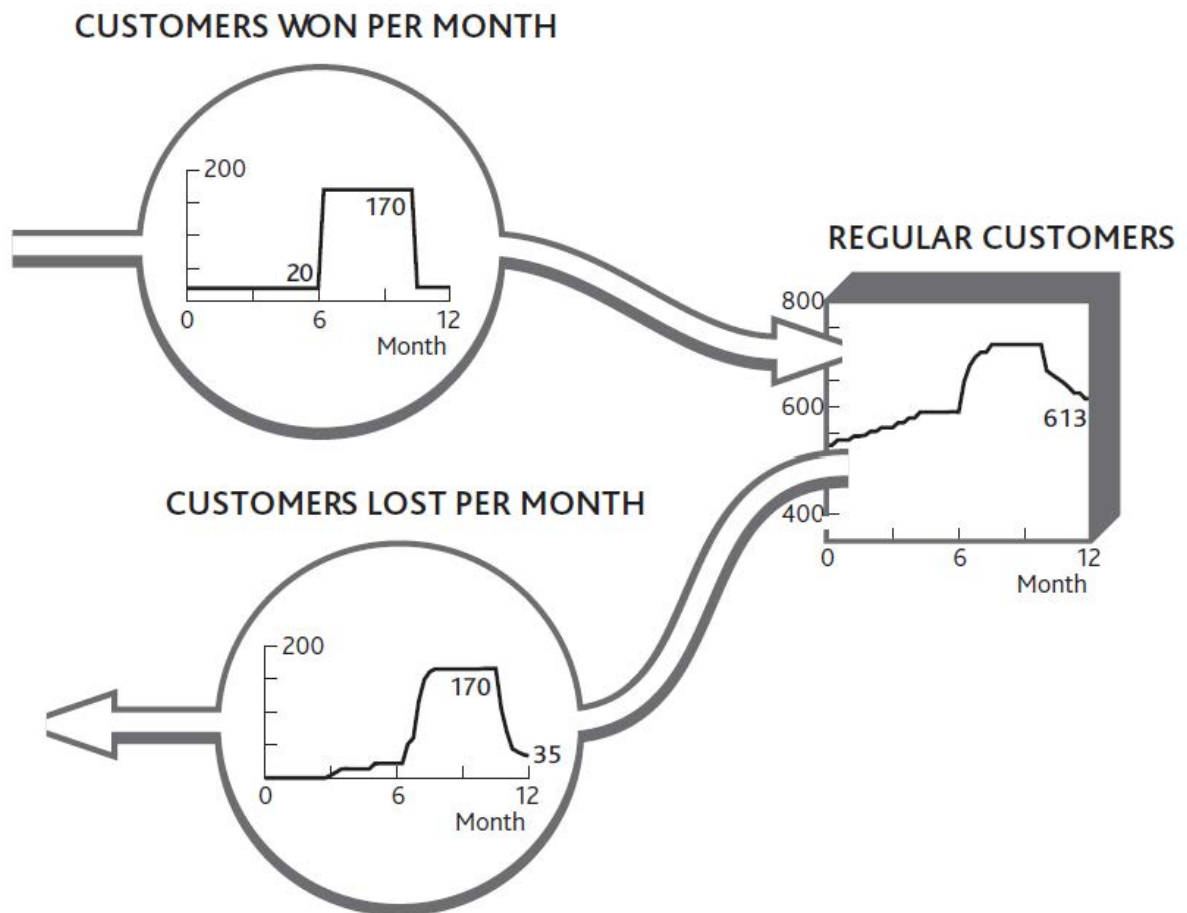 CUSTOMERS WON PER MONTH
200
170
20
0 6 12
Month
REGULAR CUSTOMERS
800
600
613
400
0 6 12
Month
CUSTOMERS LOST PER MONTH
200
170
35
0 6 12
Month